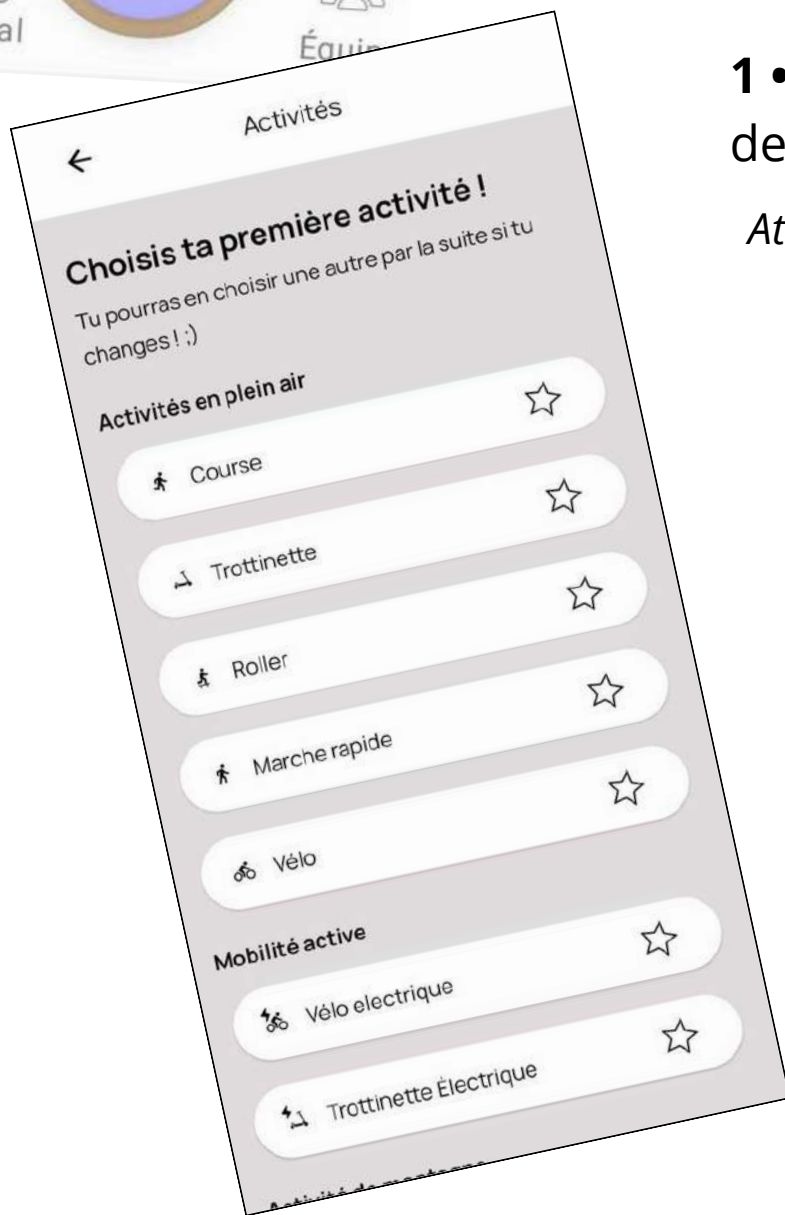 al
1 •
de
At
Activités
Choisis ta première activité !
Tu pourras en choisir une autre par la suite si tu
changes ! ;)
Activités en plein air
Course
Trottinette
Roller
Marche rapide
Vélo
Mobilité active
Vélo electrique
Trottinette Électrique